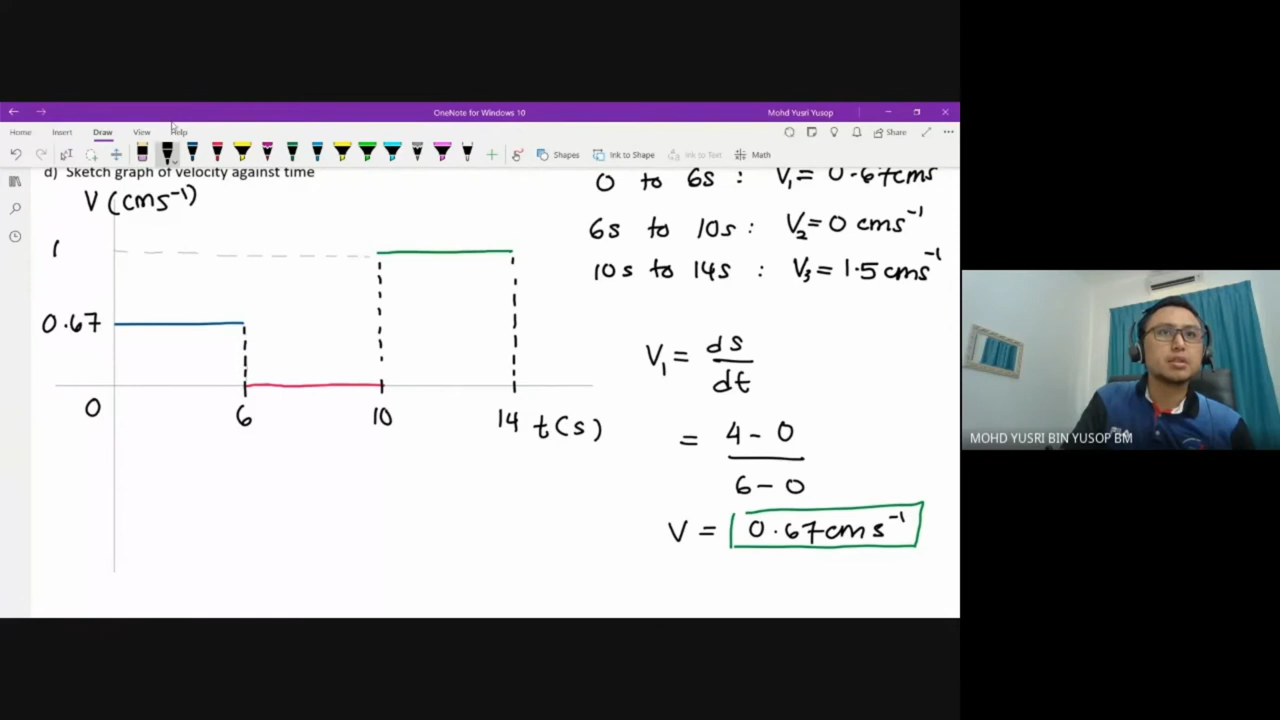 OneNote for Windows 10
Mohd Yusri Yusop
Home Insert Draw View Help
Share
Shapes Ink to Shape Ink to Text Math
d) Sketch graph of velocity against time
V (cms⁻¹)
1
0.67
0
6
10
14
t(s)
0 to 6s : V₁ = 0.67cms
6s to 10s : V₂ = 0 cms⁻¹
10s to 14s : V₃ = 1.5 cms⁻¹
V₁ = ds
dt
= 4 - 0
6 - 0
V = 0.67cms⁻¹
MOHD YUSRI BIN YUSOP BM